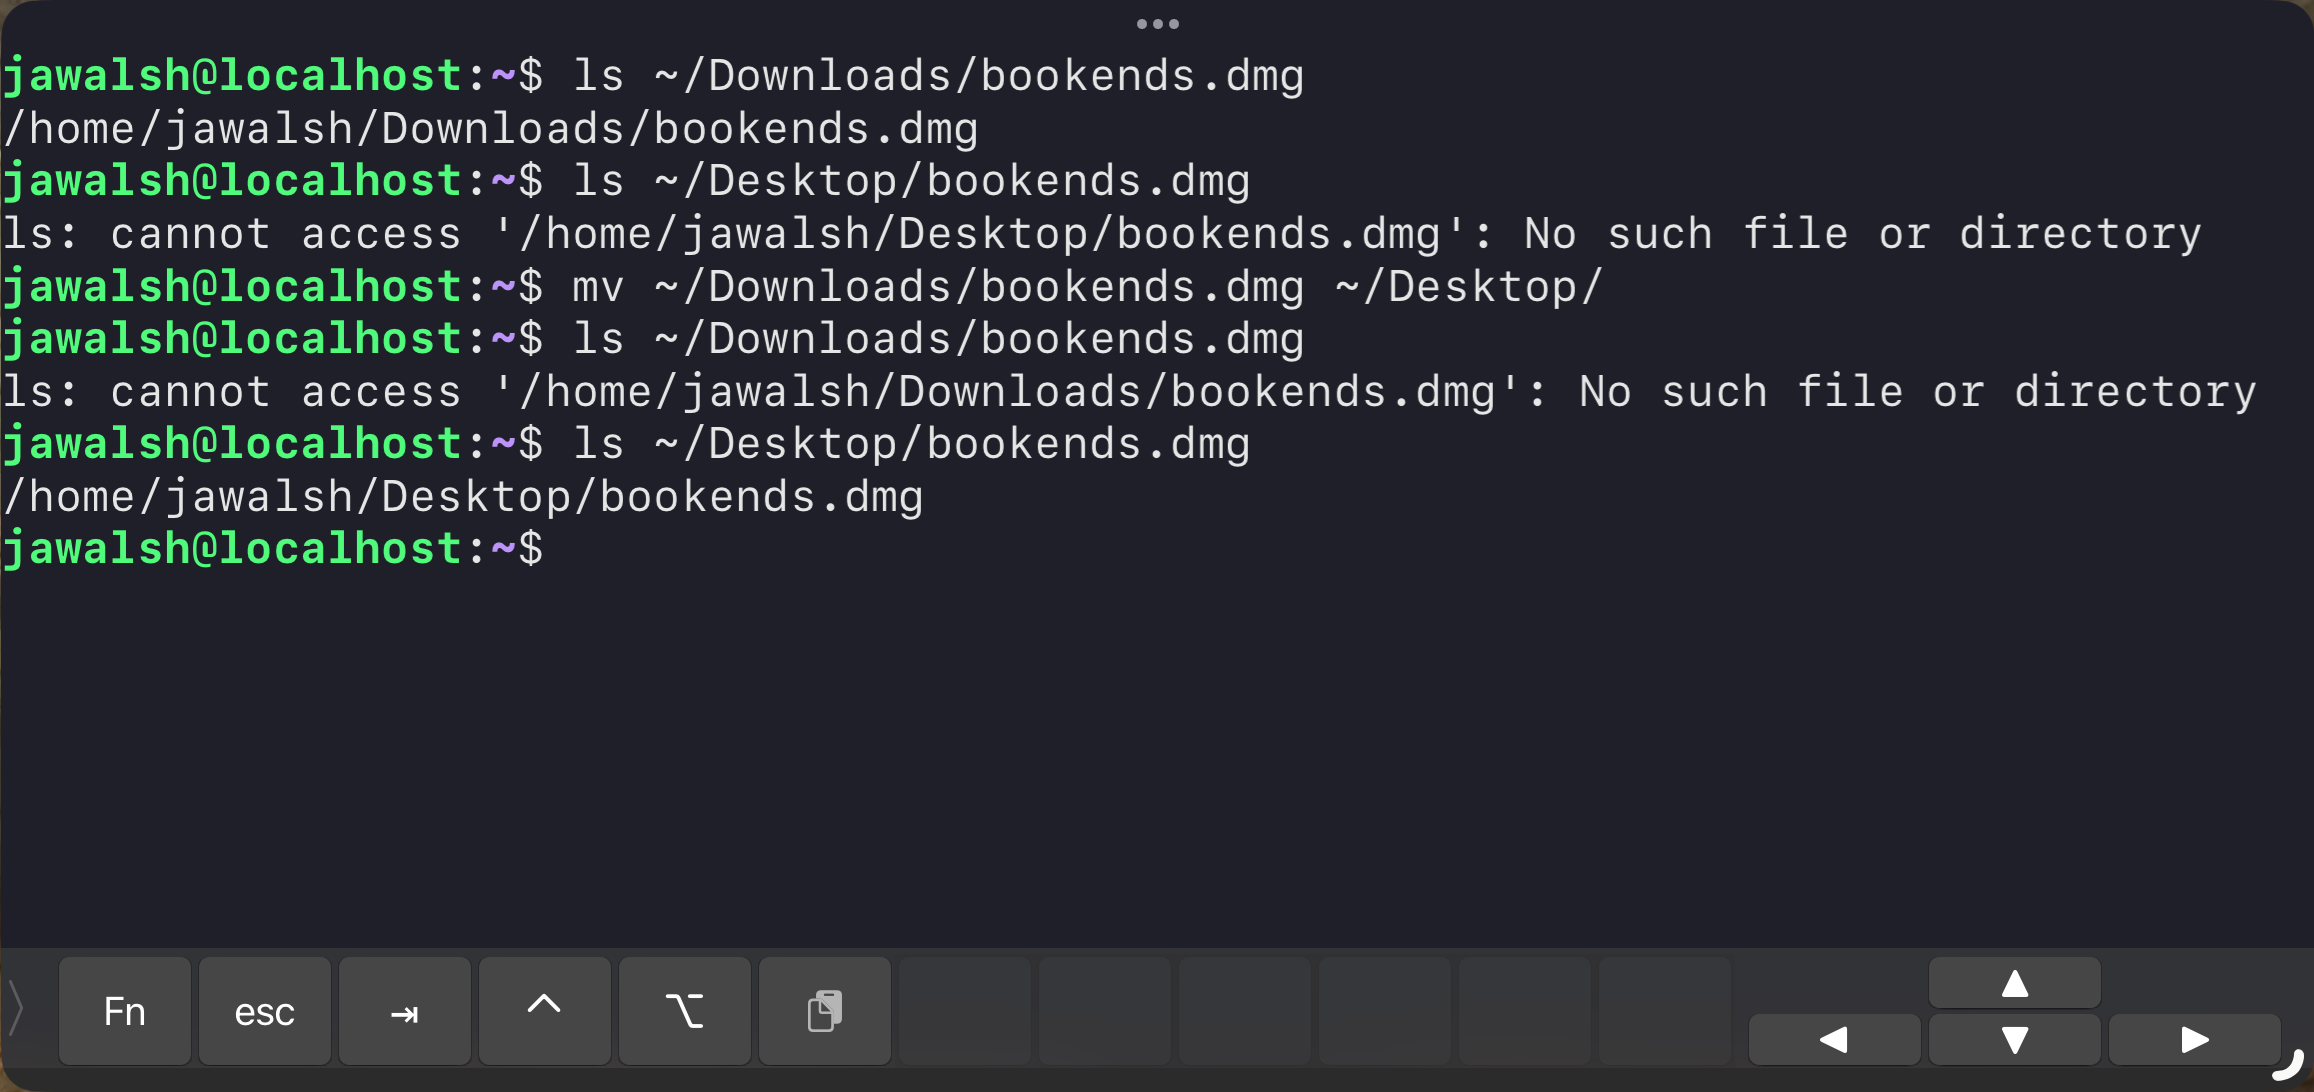 jawalsh@localhost:~$ ls ~/Downloads/bookends.dmg
/home/jawalsh/Downloads/bookends.dmg
jawalsh@localhost:~$ ls ~/Desktop/bookends.dmg
ls: cannot access '/home/jawalsh/Desktop/bookends.dmg': No such file or directory
jawalsh@localhost:~$ mv ~/Downloads/bookends.dmg ~/Desktop/
jawalsh@localhost:~$ ls ~/Downloads/bookends.dmg
ls: cannot access '/home/jawalsh/Downloads/bookends.dmg': No such file or directory
jawalsh@localhost:~$ ls ~/Desktop/bookends.dmg
/home/jawalsh/Desktop/bookends.dmg
jawalsh@localhost:~$
Fn esc